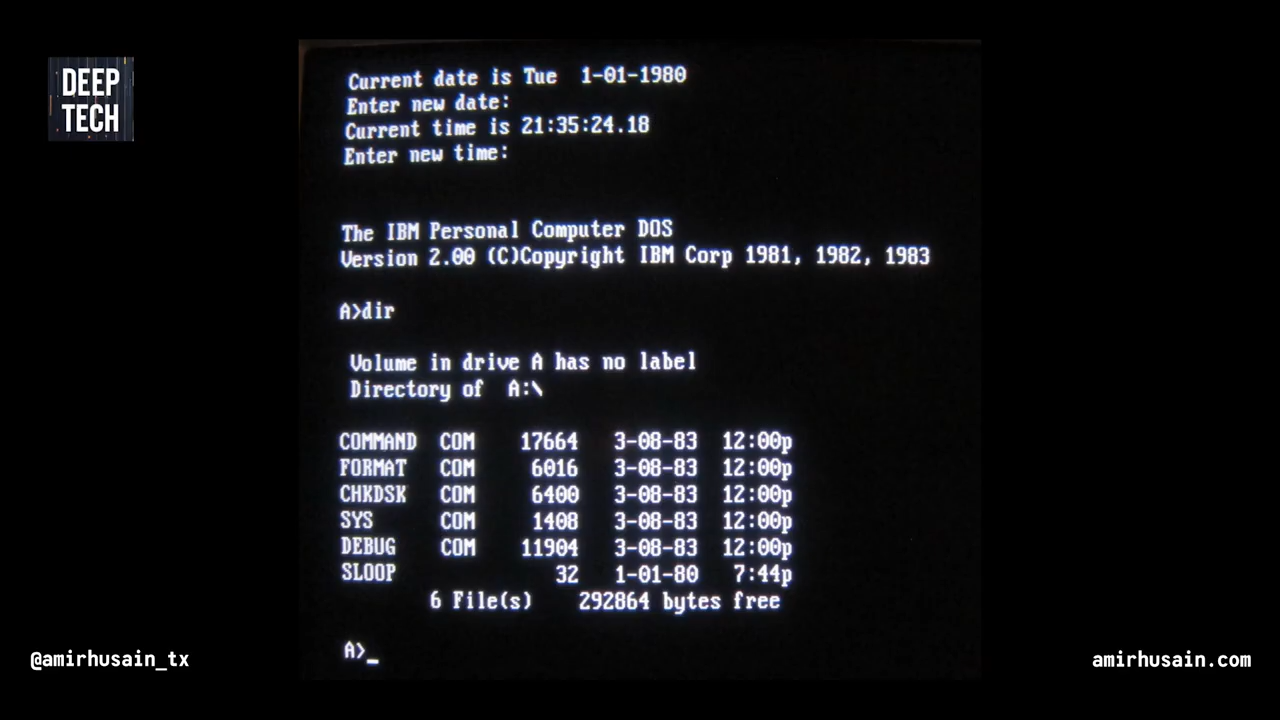 DEEP
TECH
Current date is Tue  1-01-1980
Enter new date:
Current time is 21:35:24.18
Enter new time:
The IBM Personal Computer DOS
Version 2.00 (C)Copyright IBM Corp 1981, 1982, 1983
A>dir
Volume in drive A has no label
Directory of  A:\
COMMAND  COM    17664   3-08-83  12:00p
FORMAT   COM     6016   3-08-83  12:00p
CHKDSK   COM     6400   3-08-83  12:00p
SYS      COM     1408   3-08-83  12:00p
DEBUG    COM    11904   3-08-83  12:00p
SLOOP              32   1-01-80   7:44p
6 File(s)    292864 bytes free
A>_
@amirhusain_tx
amirhusain.com